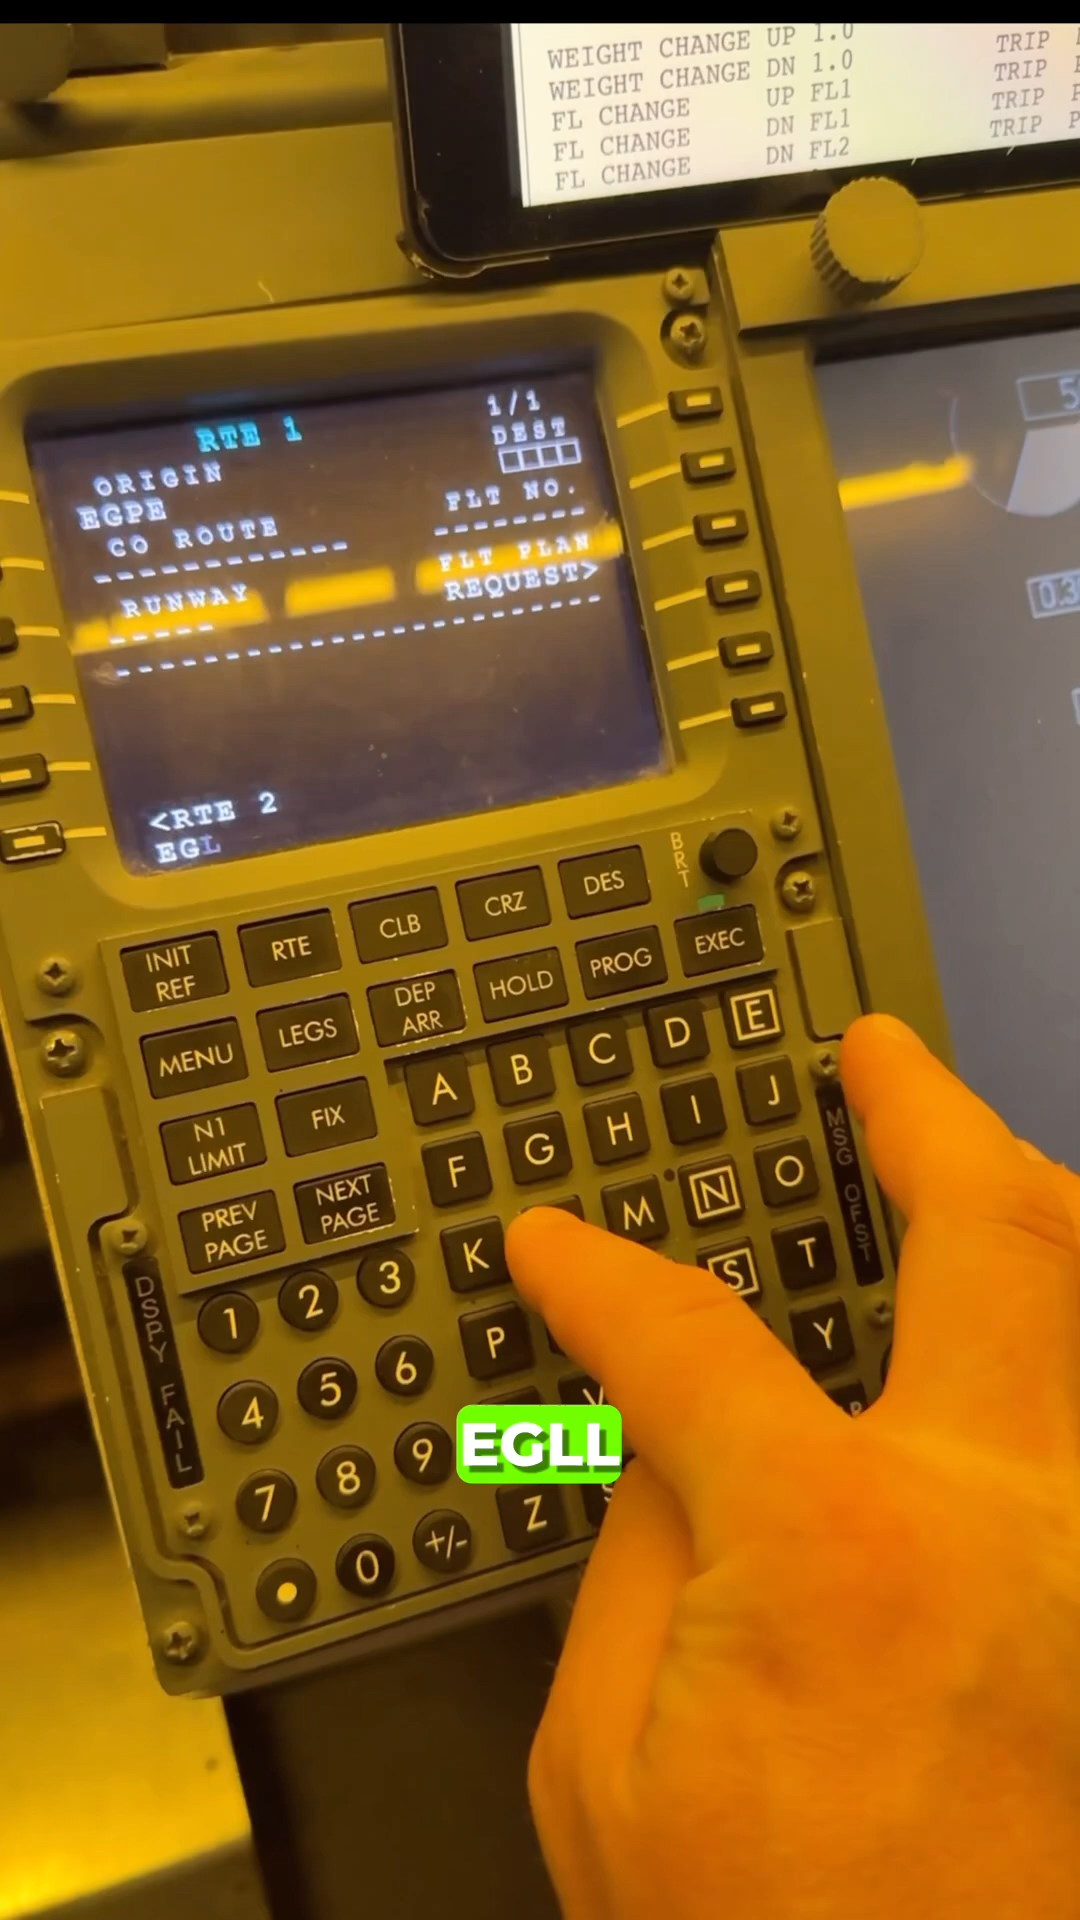 WEIGHT CHANGE UP 1.0 TRIP
WEIGHT CHANGE DN 1.0 TRIP
FL CHANGE UP FL1 TRIP P
FL CHANGE DN FL1 TRIP P
FL CHANGE DN FL2
RTE 1 1/1
ORIGIN DEST
EGPE
CO ROUTE FLT NO.
RUNWAY FLT PLAN
REQUEST>
<RTE 2
EGL
BRT
INIT REF RTE CLB CRZ DES
MENU LEGS DEP ARR HOLD PROG EXEC
N1 LIMIT FIX
PREV PAGE NEXT PAGE
A B C D E
F G H I J
K M N O
P S T
Y
Z
1 2 3
4 5 6
7 8 9
0 +/-
DSPY FAIL
MSG OFST
EGLL
5
03